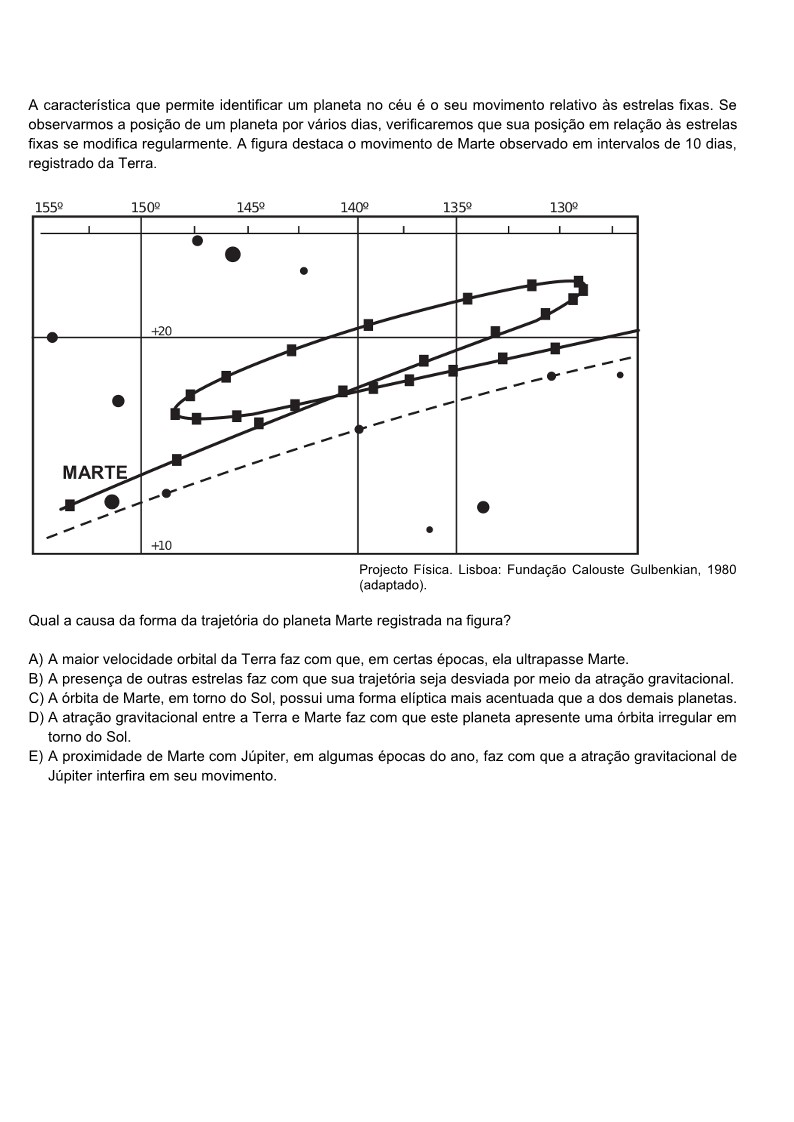 A característica que permite identificar um planeta no céu é o seu movimento relativo às estrelas fixas. Se
observarmos a posição de um planeta por vários dias, verificaremos que sua posição em relação às estrelas
fixas se modifica regularmente. A figura destaca o movimento de Marte observado em intervalos de 10 dias,
registrado da Terra.
155º 150º 145º 140º 135º 130º
+20
MARTE
+10
Projecto Física. Lisboa: Fundação Calouste Gulbenkian, 1980
(adaptado).
Qual a causa da forma da trajetória do planeta Marte registrada na figura?
A) A maior velocidade orbital da Terra faz com que, em certas épocas, ela ultrapasse Marte.
B) A presença de outras estrelas faz com que sua trajetória seja desviada por meio da atração gravitacional.
C) A órbita de Marte, em torno do Sol, possui uma forma elíptica mais acentuada que a dos demais planetas.
D) A atração gravitacional entre a Terra e Marte faz com que este planeta apresente uma órbita irregular em
torno do Sol.
E) A proximidade de Marte com Júpiter, em algumas épocas do ano, faz com que a atração gravitacional de
Júpiter interfira em seu movimento.